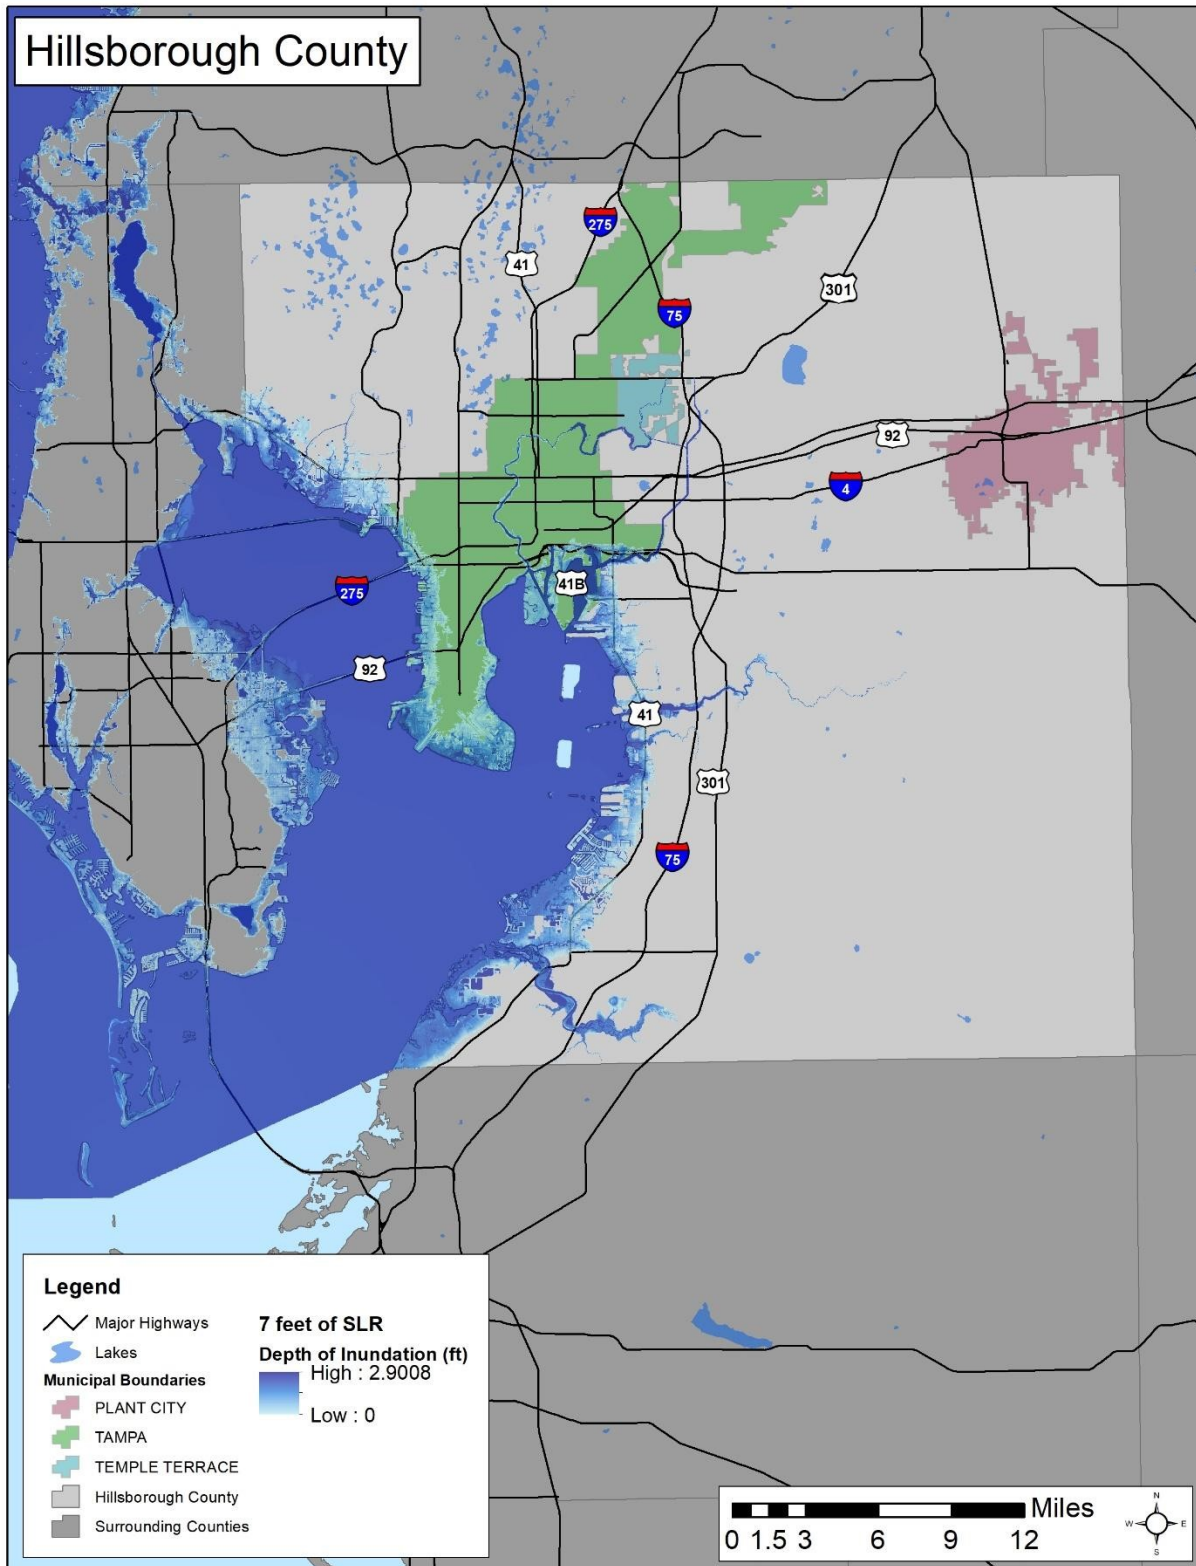 Hillsborough County
275
41
301
75
92
4
41B
275
92
41
301
75
Legend
Major Highways
Lakes
Municipal Boundaries
PLANT CITY
TAMPA
TEMPLE TERRACE
Hillsborough County
Surrounding Counties
7 feet of SLR
Depth of Inundation (ft)
High : 2.9008
Low : 0
Miles
0 1.5 3 6 9 12
N
W E
S